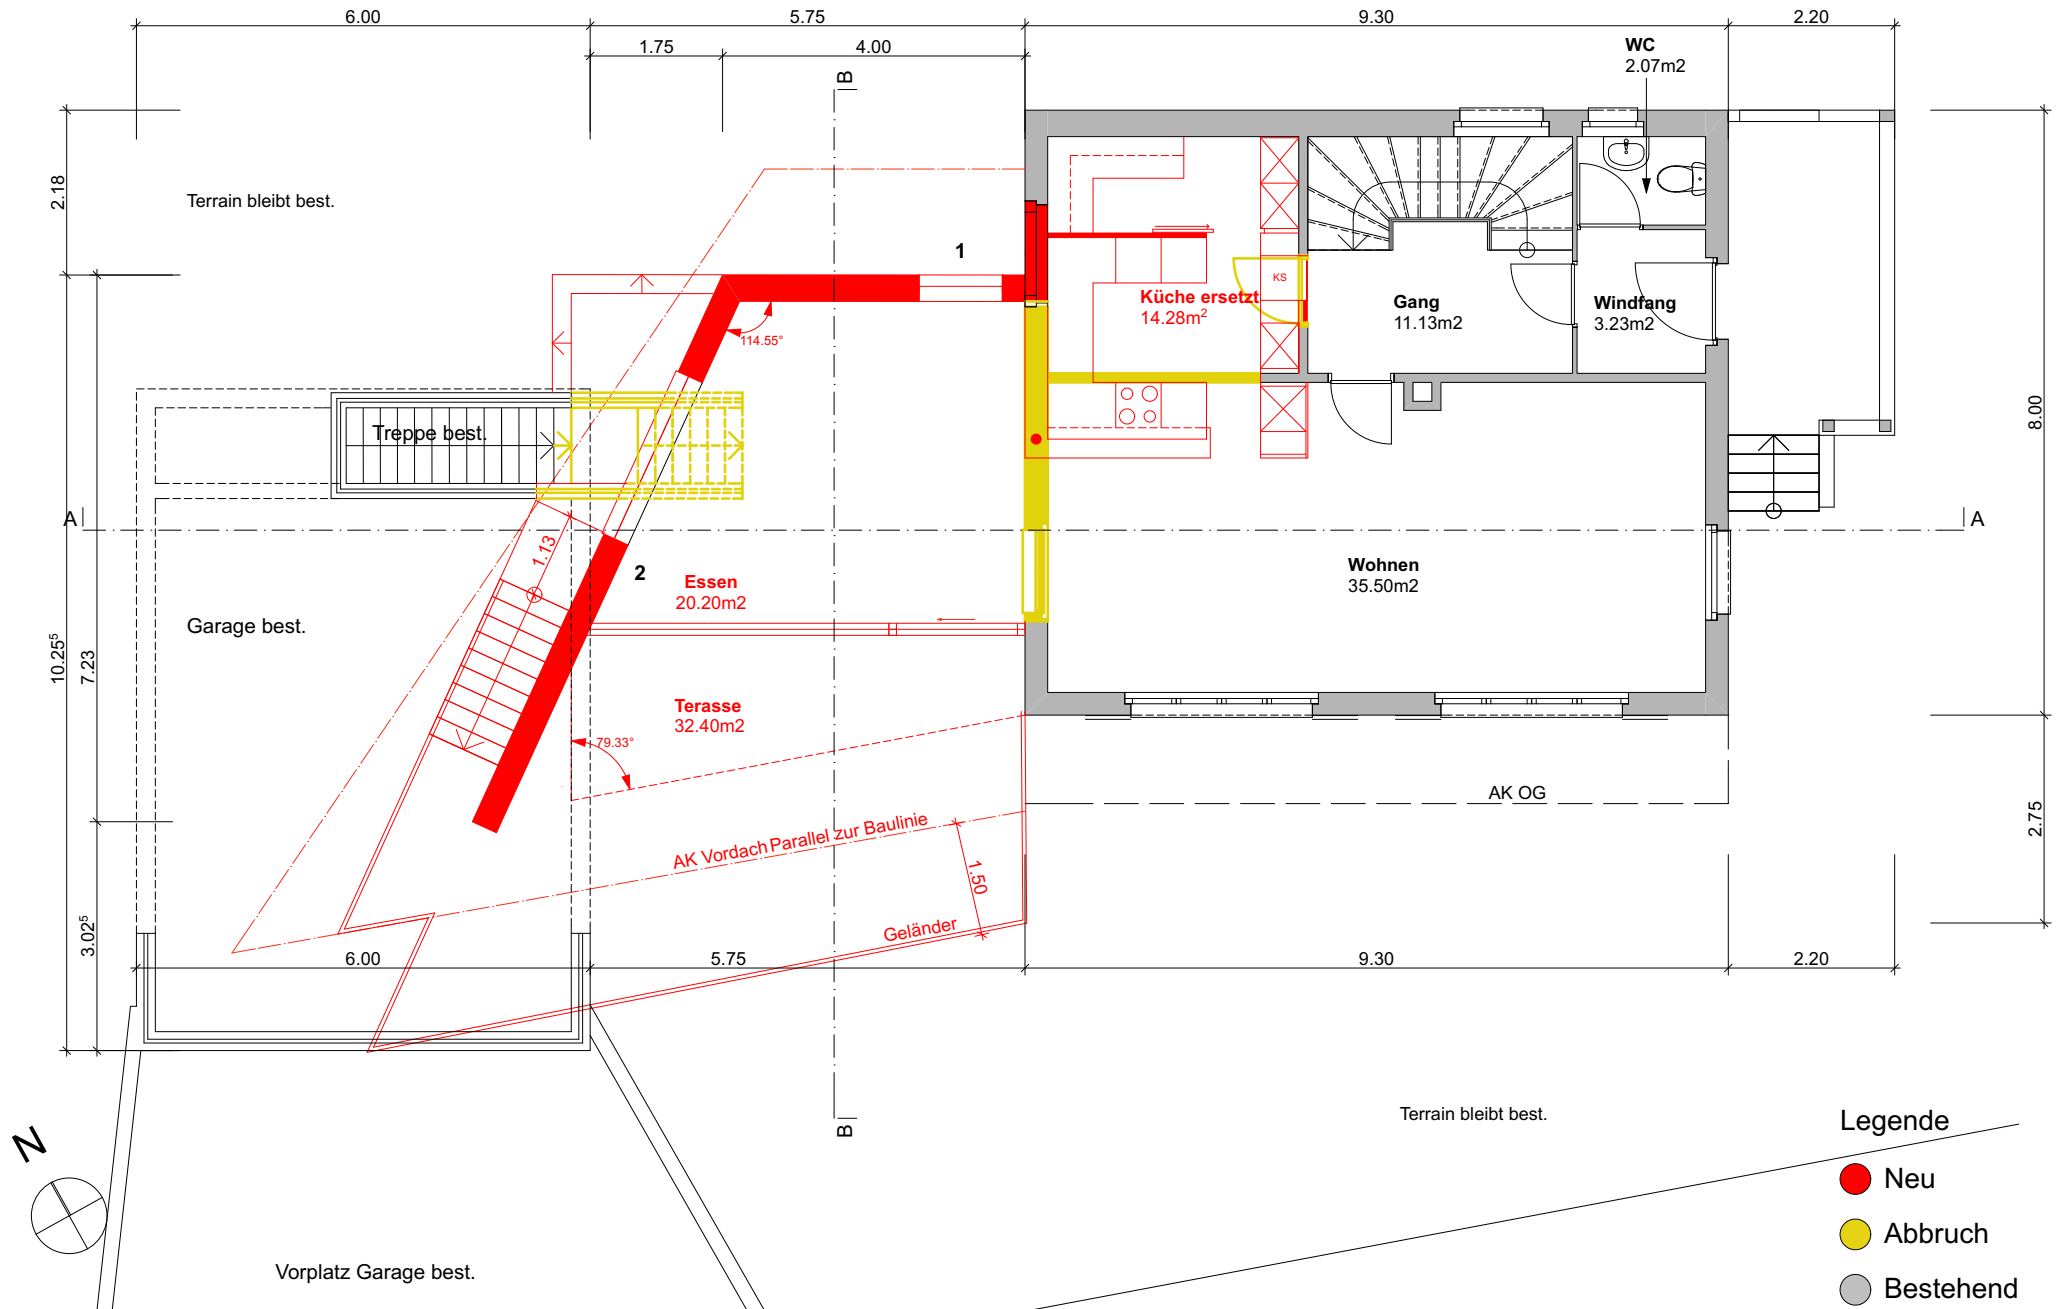 6.00
5.75
9.30
2.20
1.75
4.00
WC
2.07m2
B
2.18
Terrain bleibt best.
1
KS
Küche ersetzt
14.28m²
Gang
11.13m2
Windfang
3.23m2
114.55°
8.00
Treppe best.
A
A
1.13
2
Essen
20.20m2
Wohnen
35.50m2
Garage best.
10.25⁵
7.23
Terasse
32.40m2
79.33°
AK OG
2.75
AK Vordach Parallel zur Baulinie
1.50
Geländer
3.02⁵
6.00
5.75
9.30
2.20
B
Terrain bleibt best.
Legende
N
Neu
Abbruch
Vorplatz Garage best.
Bestehend